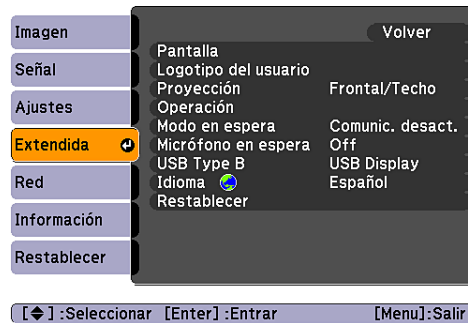 Imagen
Señal
Ajustes
Extendida
Red
Información
Restablecer
Volver
Pantalla
Logotipo del usuario
Proyección Frontal/Techo
Operación
Modo en espera Comunic. desact.
Micrófono en espera Off
USB Type B USB Display
Idioma Español
Restablecer
[◆] :Seleccionar [Enter] :Entrar [Menu]:Salir